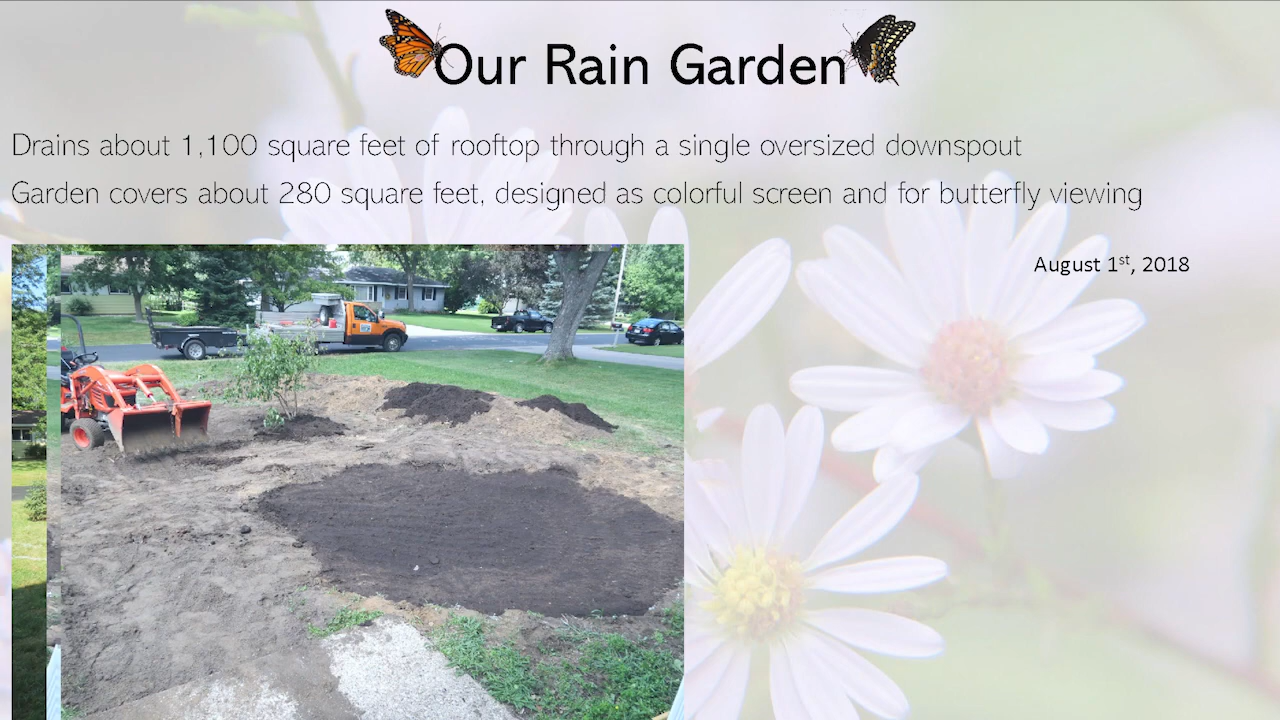 Our Rain Garden
Drains about 1,100 square feet of rooftop through a single oversized downspout
Garden covers about 280 square feet, designed as colorful screen and for butterfly viewing
August 1st, 2018